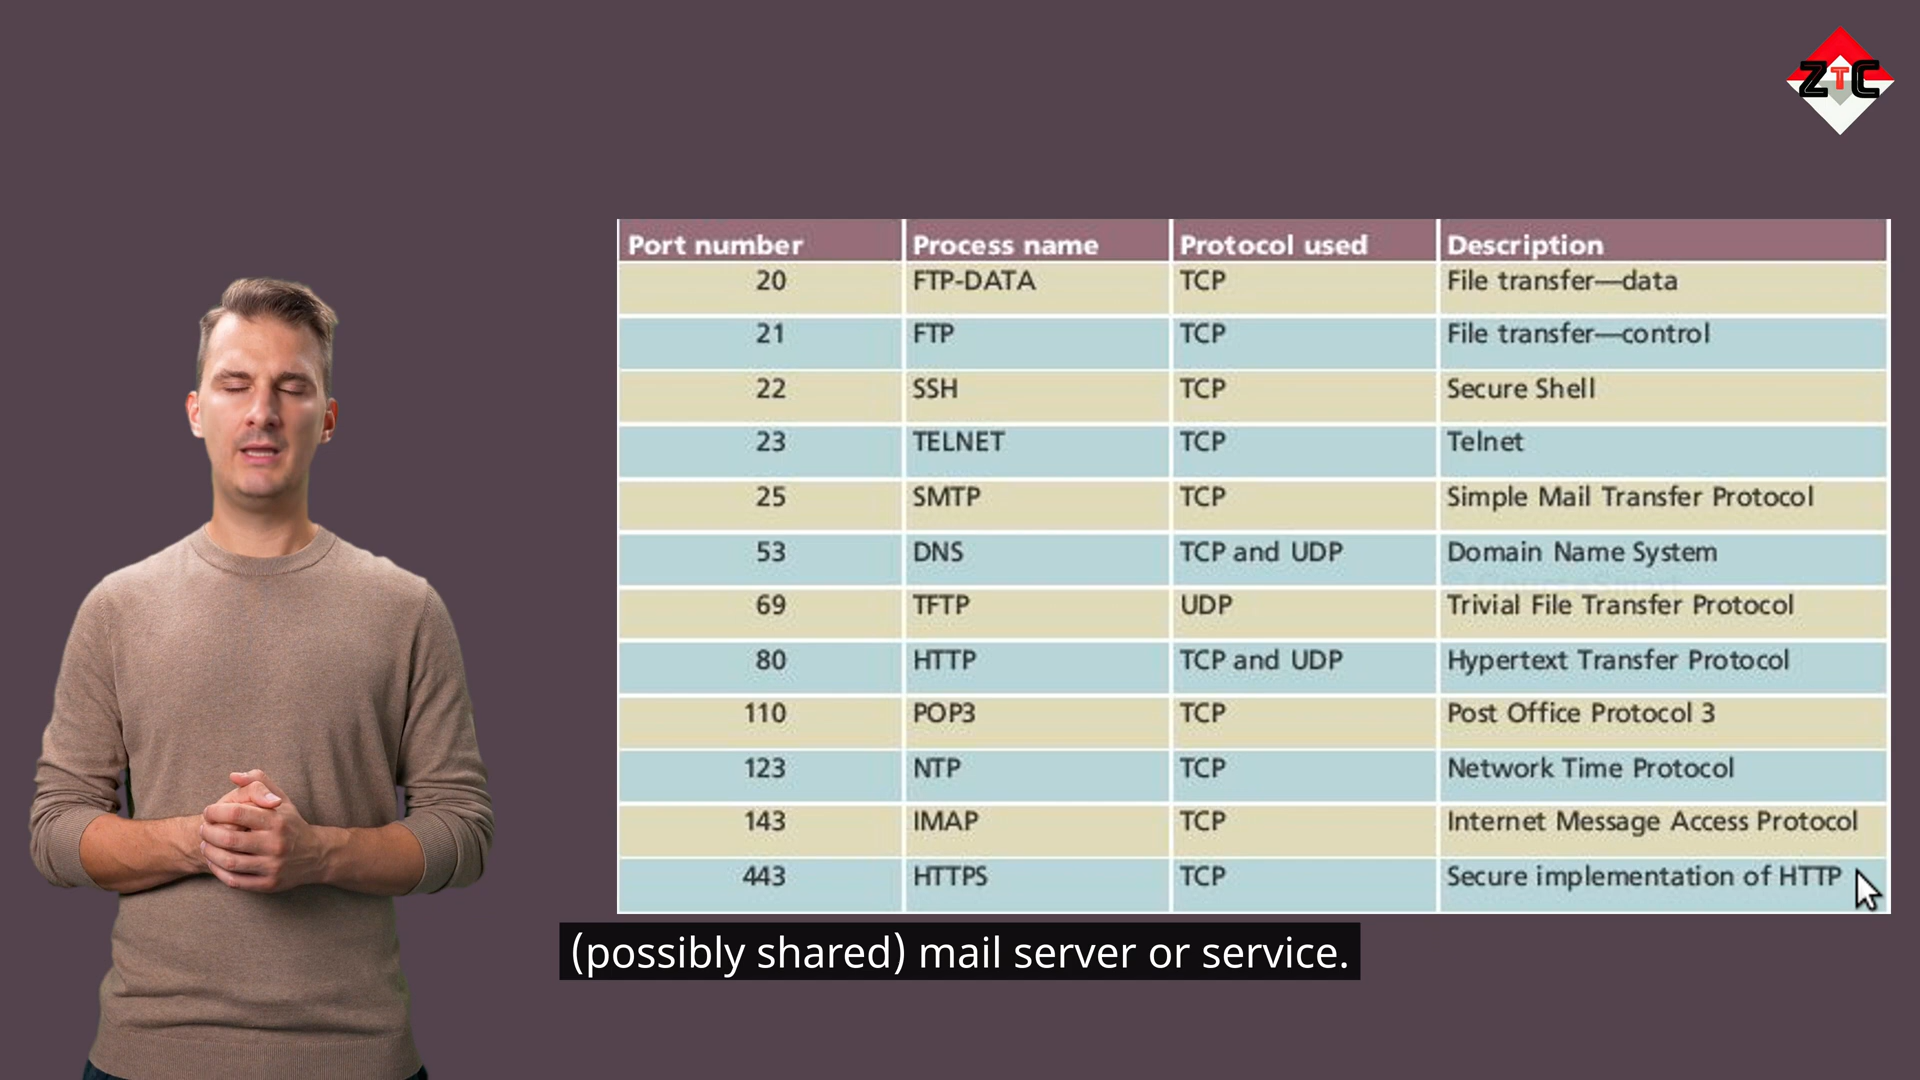 ZTC
Port number Process name Protocol used Description
20 FTP-DATA TCP File transfer—data
21 FTP TCP File transfer—control
22 SSH TCP Secure Shell
23 TELNET TCP Telnet
25 SMTP TCP Simple Mail Transfer Protocol
53 DNS TCP and UDP Domain Name System
69 TFTP UDP Trivial File Transfer Protocol
80 HTTP TCP and UDP Hypertext Transfer Protocol
110 POP3 TCP Post Office Protocol 3
123 NTP TCP Network Time Protocol
143 IMAP TCP Internet Message Access Protocol
443 HTTPS TCP Secure implementation of HTTP
(possibly shared) mail server or service.